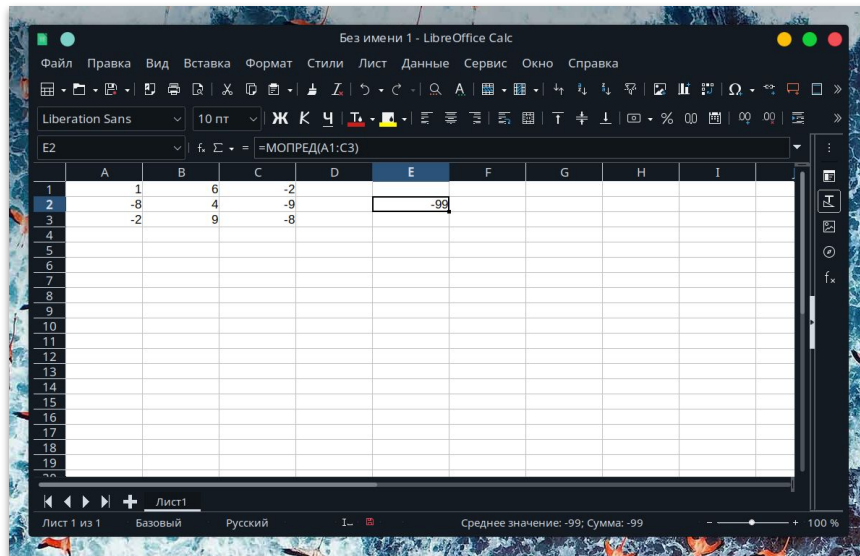 Без имени 1 - LibreOffice Calc
Файл Правка Вид Вставка Формат Стили Лист Данные Сервис Окно Справка
Liberation Sans 10 пт Ж К Ч % 0,0
E2 fx Σ = =МОПРЕД(A1:C3)
A B C D E F G H I
1 1 6 -2
2 -8 4 -9 -99
3 -2 9 -8
4
5
6
7
8
9
10
11
12
13
14
15
16
17
18
19
Лист1
Лист 1 из 1 Базовый Русский Среднее значение: -99; Сумма: -99 - + 100 %